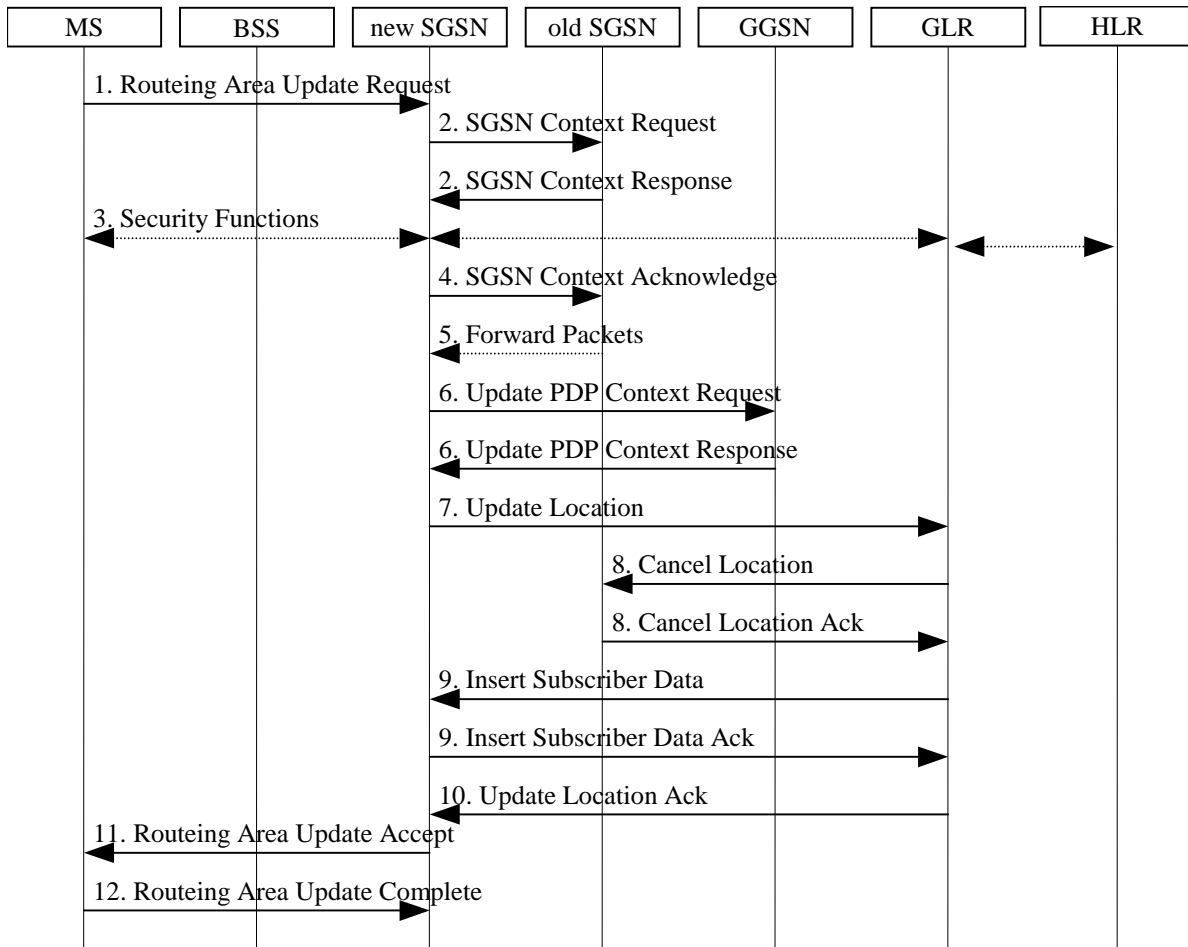 MS BSS new SGSN old SGSN GGSN GLR HLR
1. Routeing Area Update Request
2. SGSN Context Request
2. SGSN Context Response
3. Security Functions
4. SGSN Context Acknowledge
5. Forward Packets
6. Update PDP Context Request
6. Update PDP Context Response
7. Update Location
8. Cancel Location
8. Cancel Location Ack
9. Insert Subscriber Data
9. Insert Subscriber Data Ack
10. Update Location Ack
11. Routeing Area Update Accept
12. Routeing Area Update Complete